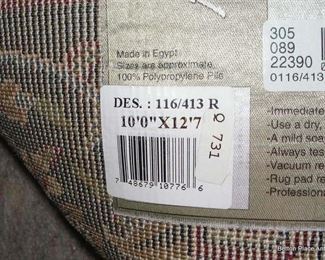 305
089
22390
0116/413
Made in Egypt
Sizes are approximate
100% Polypropylene Pile
DES. : 116/413 R
10'0"X12'7
Q 731
7 48679 10776 6
-Immediate
-Use a dry,
-A mild soa
-Always tes
-Vacuum re
-Rug pad re
-Professiona